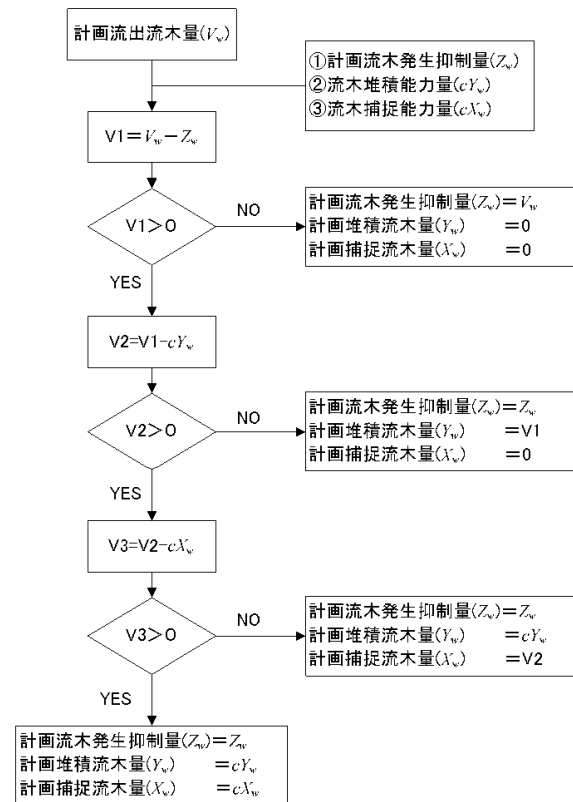 計画流出流木量(Vw)
①計画流木発生抑制量(Zw)
②流木堆積能力量(cYw)
③流木捕捉能力量(cXw)
V1＝Vw－Zw
V1＞0
NO
計画流木発生抑制量(Zw)＝Vw
計画堆積流木量(Yw)　＝0
計画捕捉流木量(Xw)　＝0
YES
V2=V1-cYw
V2＞0
NO
計画流木発生抑制量(Zw)＝Zw
計画堆積流木量(Yw)　＝V1
計画捕捉流木量(Xw)　＝0
YES
V3=V2-cXw
V3＞0
NO
計画流木発生抑制量(Zw)＝Zw
計画堆積流木量(Yw)　＝cYw
計画捕捉流木量(Xw)　＝V2
YES
計画流木発生抑制量(Zw)＝Zw
計画堆積流木量(Yw)　＝cYw
計画捕捉流木量(Xw)　＝cXw